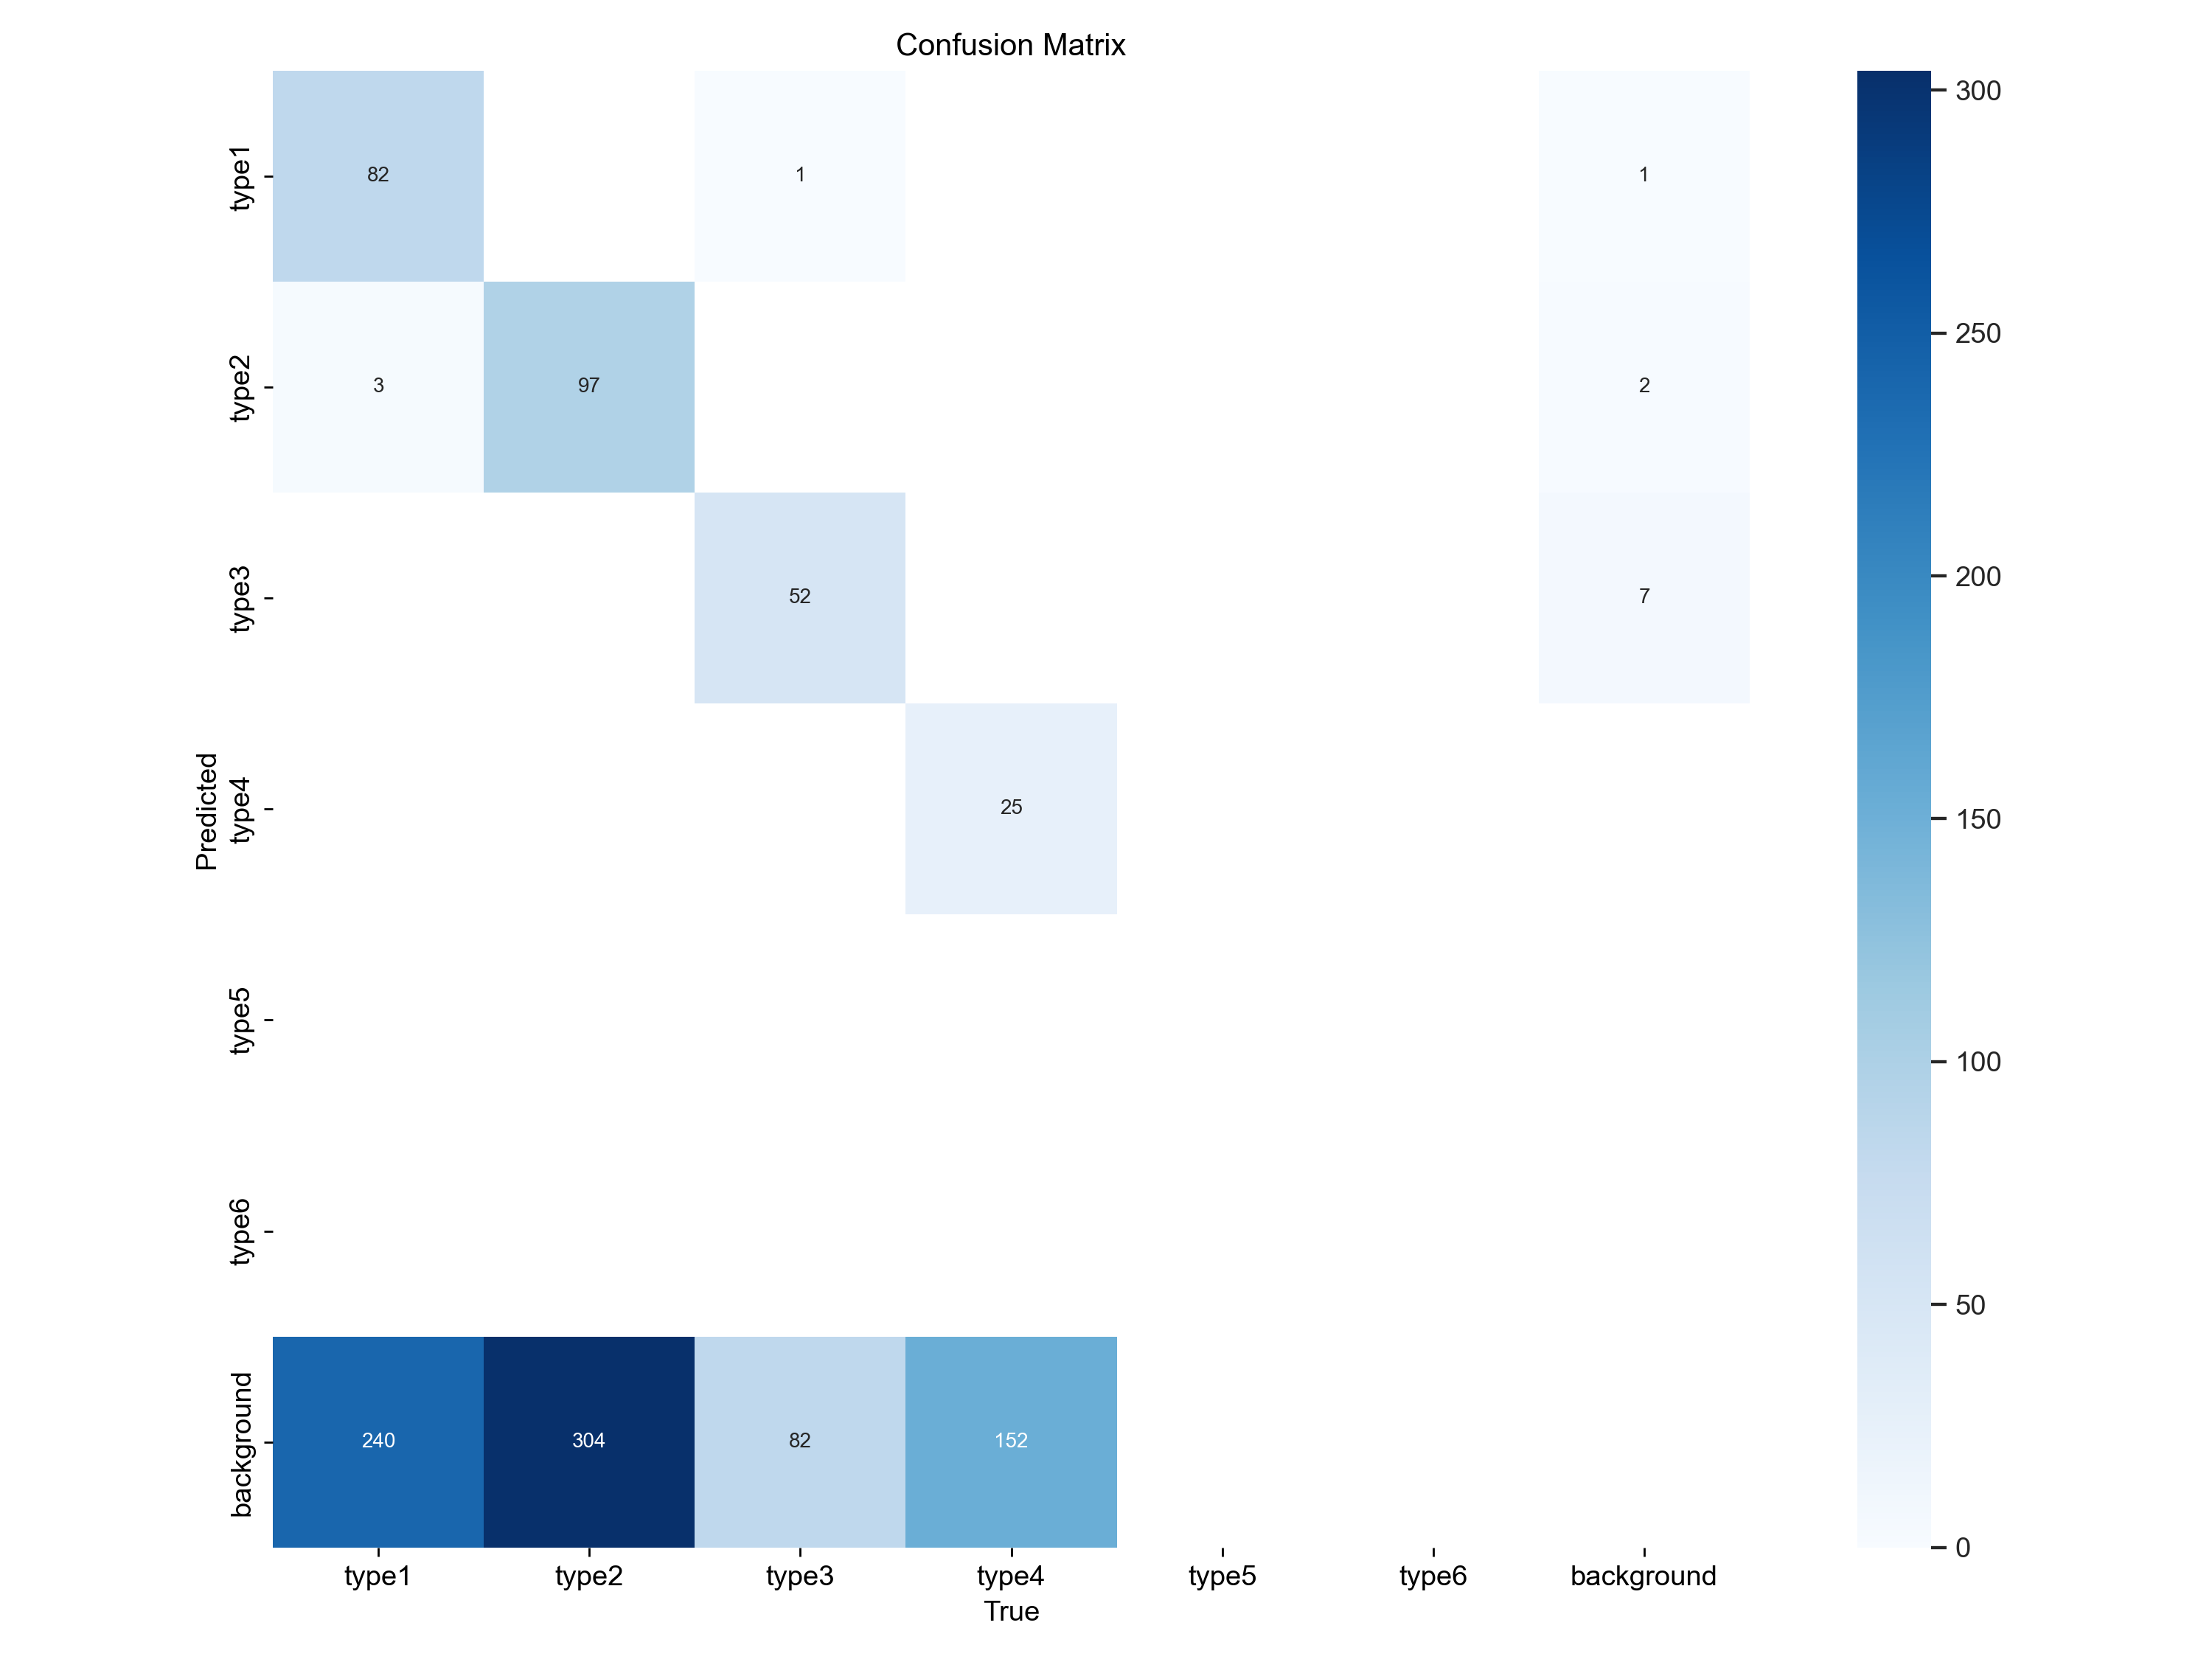 Confusion Matrix
Predicted
type1
82
1
1
type2
3
97
2
type3
52
7
type4
25
type5
type6
background
240
304
82
152
type1
type2
type3
type4
type5
type6
background
True
300
250
200
150
100
50
0